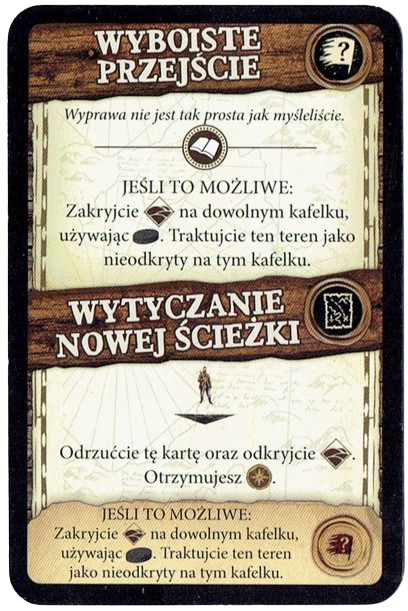 WYBOISTE
PRZEJŚCIE
?
Wyprawa nie jest tak prosta jak myśleliście.
JEŚLI TO MOŻLIWE:
Zakryjcie na dowolnym kafelku,
używając . Traktujcie ten teren jako
nieodkryty na tym kafelku.
WYTYCZANIE
NOWEJ ŚCIEŻKI
Odrzućcie tę kartę oraz odkryjcie .
Otrzymujesz .
JEŚLI TO MOŻLIWE:
Zakryjcie na dowolnym kafelku,
używając . Traktujcie ten teren
jako nieodkryty na tym kafelku.
?